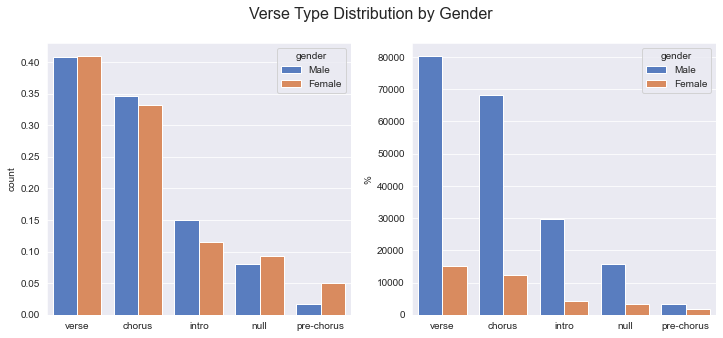 Verse Type Distribution by Gender
count
0.40
0.35
0.30
0.25
0.20
0.15
0.10
0.05
0.00
verse chorus intro null pre-chorus
gender
Male
Female
%
80000
70000
60000
50000
40000
30000
20000
10000
0
verse chorus intro null pre-chorus
gender
Male
Female